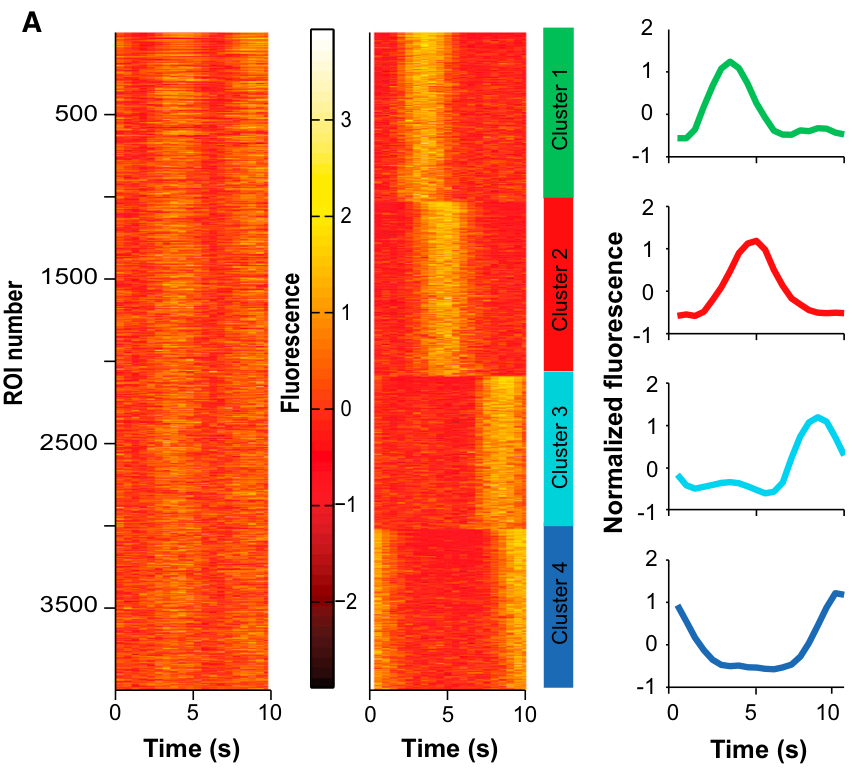 A
ROI number
500
1500
2500
3500
0 5 10
Time (s)
Fluorescence
3
2
1
0
−1
−2
0 5 10
Time (s)
Cluster 1
Cluster 2
Cluster 3
Cluster 4
Normalized fluorescence
2
1
0
-1
2
1
0
-1
2
1
0
-1
2
1
0
-1
0 5 10
Time (s)